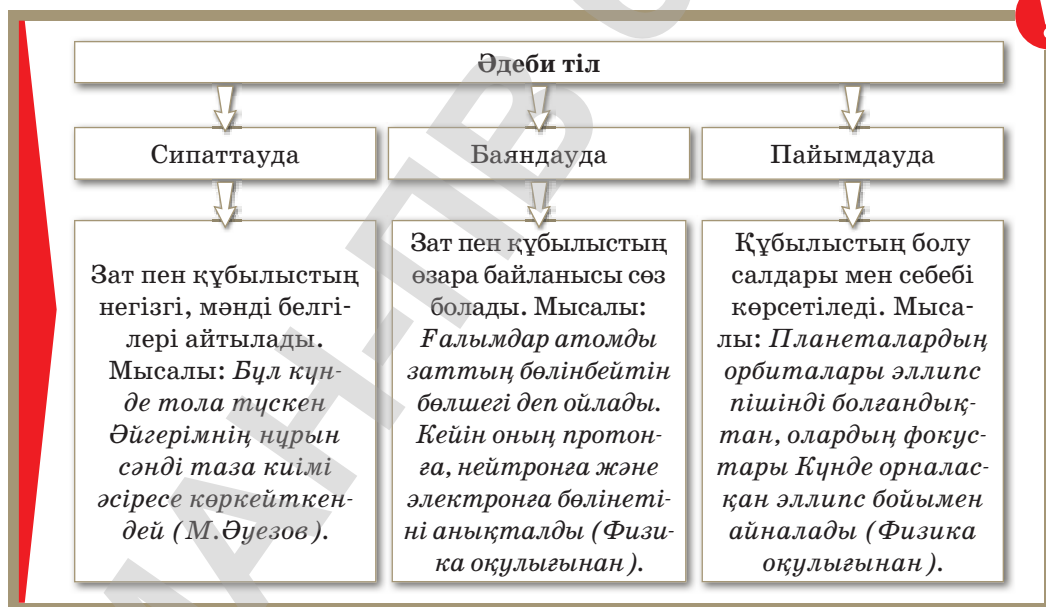 Әдеби тіл
Сипаттауда
Баяндауда
Пайымдауда
Зат пен құбылыстың
негізгі, мәнді белгі-
лері айтылады.
Мысалы: Бұл күн-
де тола түскен
Әйгерімнің нұрын
сәнді таза киімі
әсіресе көркейткен-
дей (М.Әуезов).
Зат пен құбылыстың
өзара байланысы сөз
болады. Мысалы:
Ғалымдар атомды
заттың бөлінбейтін
бөлшегі деп ойлады.
Кейін оның протон-
ға, нейтронға және
электронға бөлінеті-
ні анықталды (Физи-
ка оқулығынан).
Құбылыстың болу
салдары мен себебі
көрсетіледі. Мыса-
лы: Планеталардың
орбиталары эллипс
пішінді болғандық-
тан, олардың фокус-
тары Күнде орналас-
қан эллипс бойымен
айналады (Физика
оқулығынан).